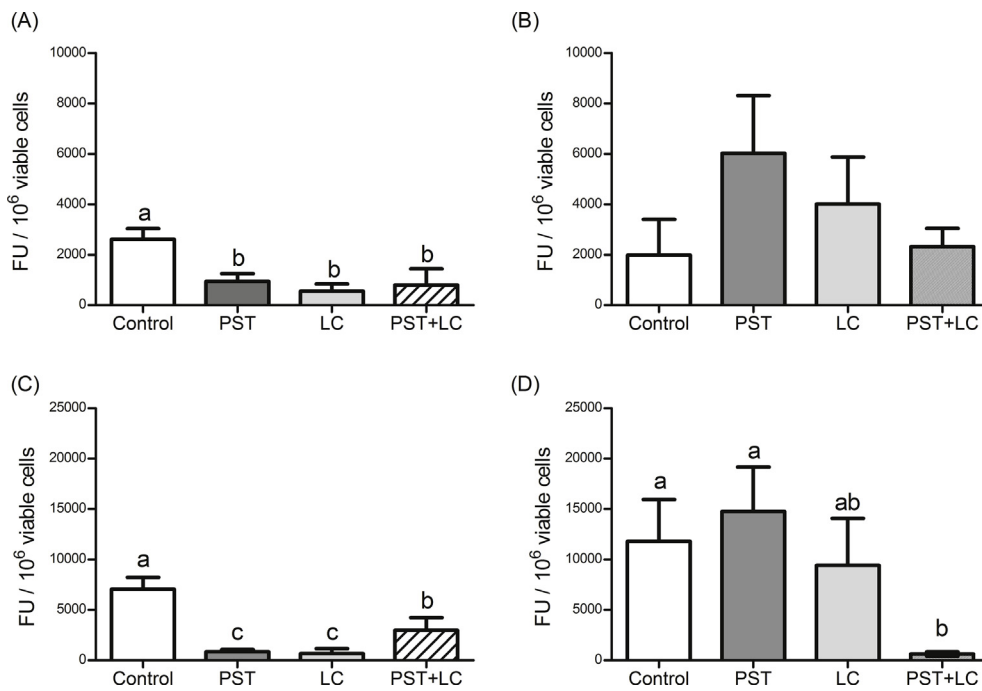 (A)
FU / 10⁶ viable cells
10000
8000
6000
4000
2000
0
a
b
b
b
Control PST LC PST+LC
(B)
FU / 10⁶ viable cells
10000
8000
6000
4000
2000
0
Control PST LC PST+LC
(C)
FU / 10⁶ viable cells
25000
20000
15000
10000
5000
0
a
c
c
b
Control PST LC PST+LC
(D)
FU / 10⁶ viable cells
25000
20000
15000
10000
5000
0
a
a
ab
b
Control PST LC PST+LC